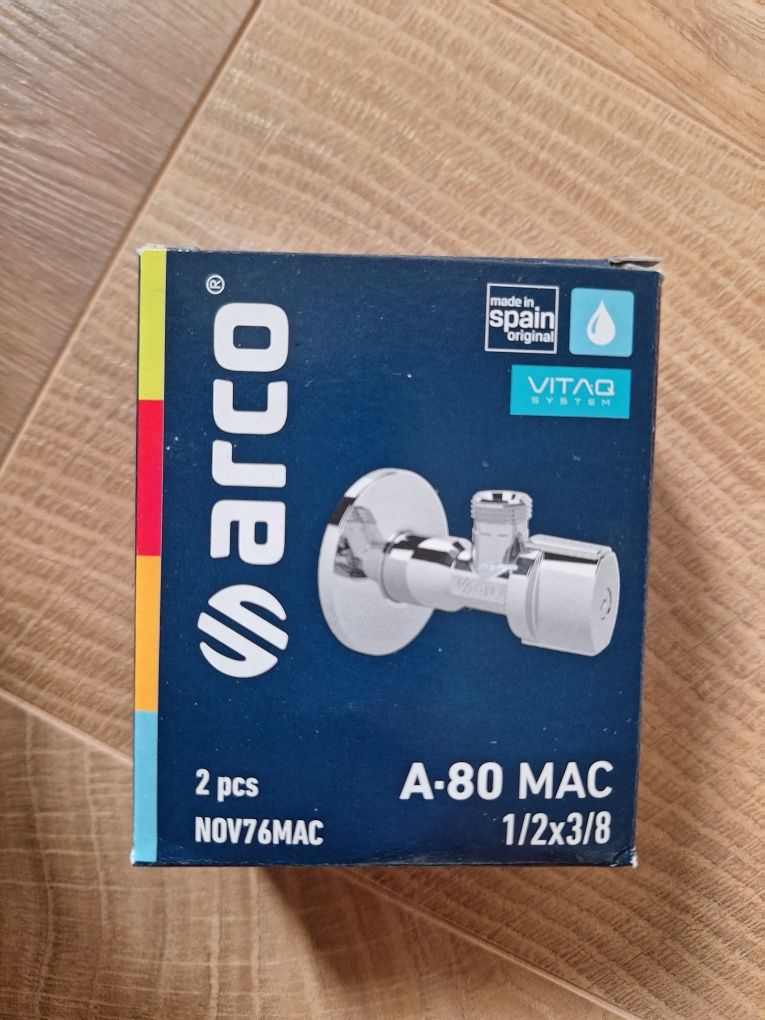 arco®
made in
spain
original
VITAQ
SYSTEM
2 pcs
A-80 MAC
NOV76MAC
1/2x3/8